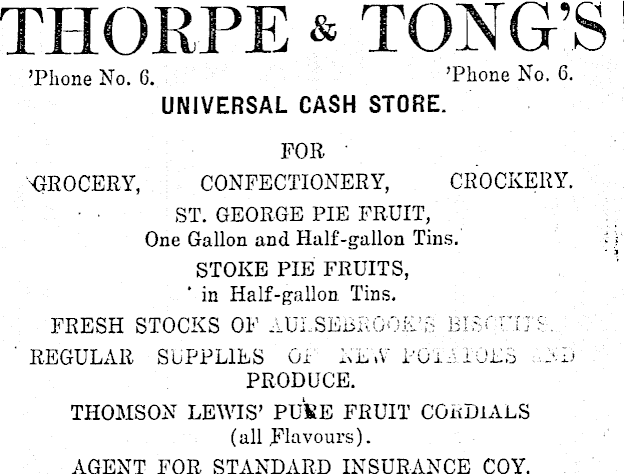 THORPE & TONG'S
'Phone No. 6. 'Phone No. 6.
UNIVERSAL CASH STORE.
FOR
GROCERY, CONFECTIONERY, CROCKERY.
ST. GEORGE PIE FRUIT,
One Gallon and Half-gallon Tins.
STOKE PIE FRUITS,
in Half-gallon Tins.
FRESH STOCKS OF AULSEBROOK'S BISCUITS.
REGULAR SUPPLIES OF NEW POTATOES AND
PRODUCE.
THOMSON LEWIS' PURE FRUIT CORDIALS
(all Flavours).
AGENT FOR STANDARD INSURANCE COY.